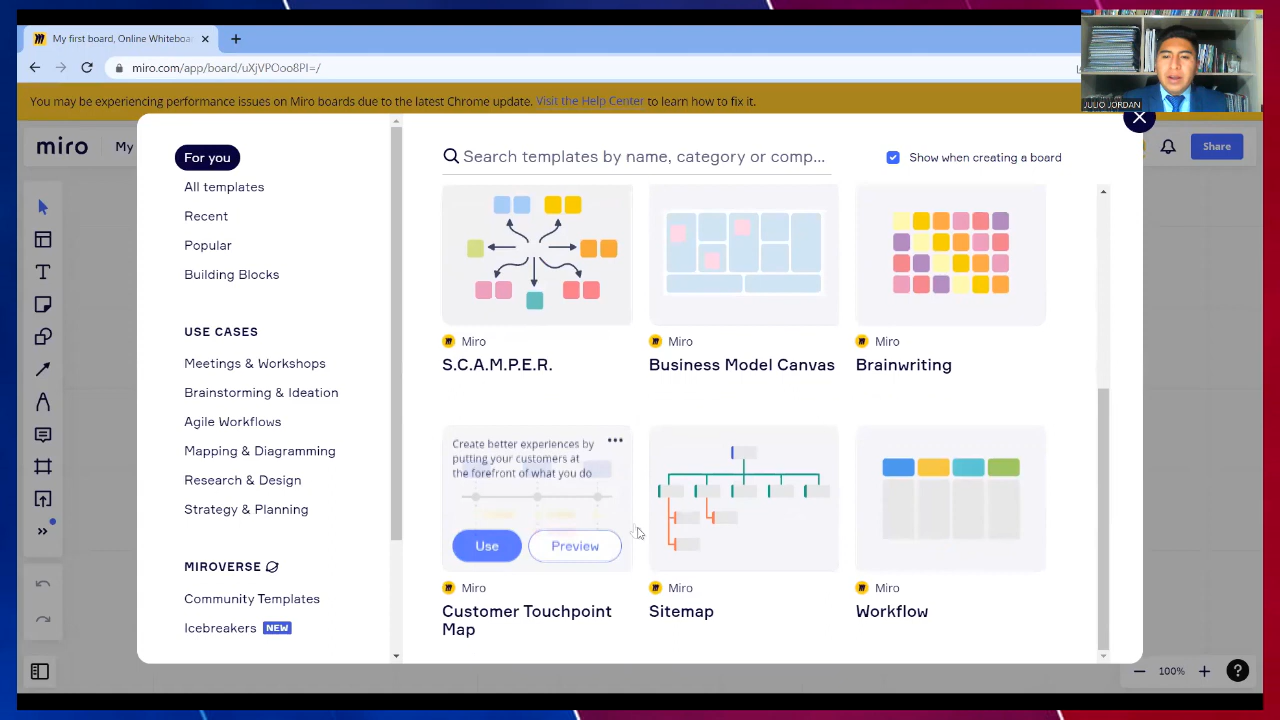 My first board, Online Whiteboa
miro.com/app/board/uXjVPOoo8PI=/
JULIO JORDAN
You may be experiencing performance issues on Miro boards due to the latest Chrome update. Visit the Help Center to learn how to fix it.
miro
My
Share
For you
All templates
Recent
Popular
Building Blocks
USE CASES
Meetings & Workshops
Brainstorming & Ideation
Agile Workflows
Mapping & Diagramming
Research & Design
Strategy & Planning
MIROVERSE
Community Templates
Icebreakers NEW
Search templates by name, category or comp...
Show when creating a board
Miro
S.C.A.M.P.E.R.
Miro
Business Model Canvas
Miro
Brainwriting
Create better experiences by
putting your customers at
the forefront of what you do
Use
Preview
Miro
Customer Touchpoint
Map
Miro
Sitemap
Miro
Workflow
100%